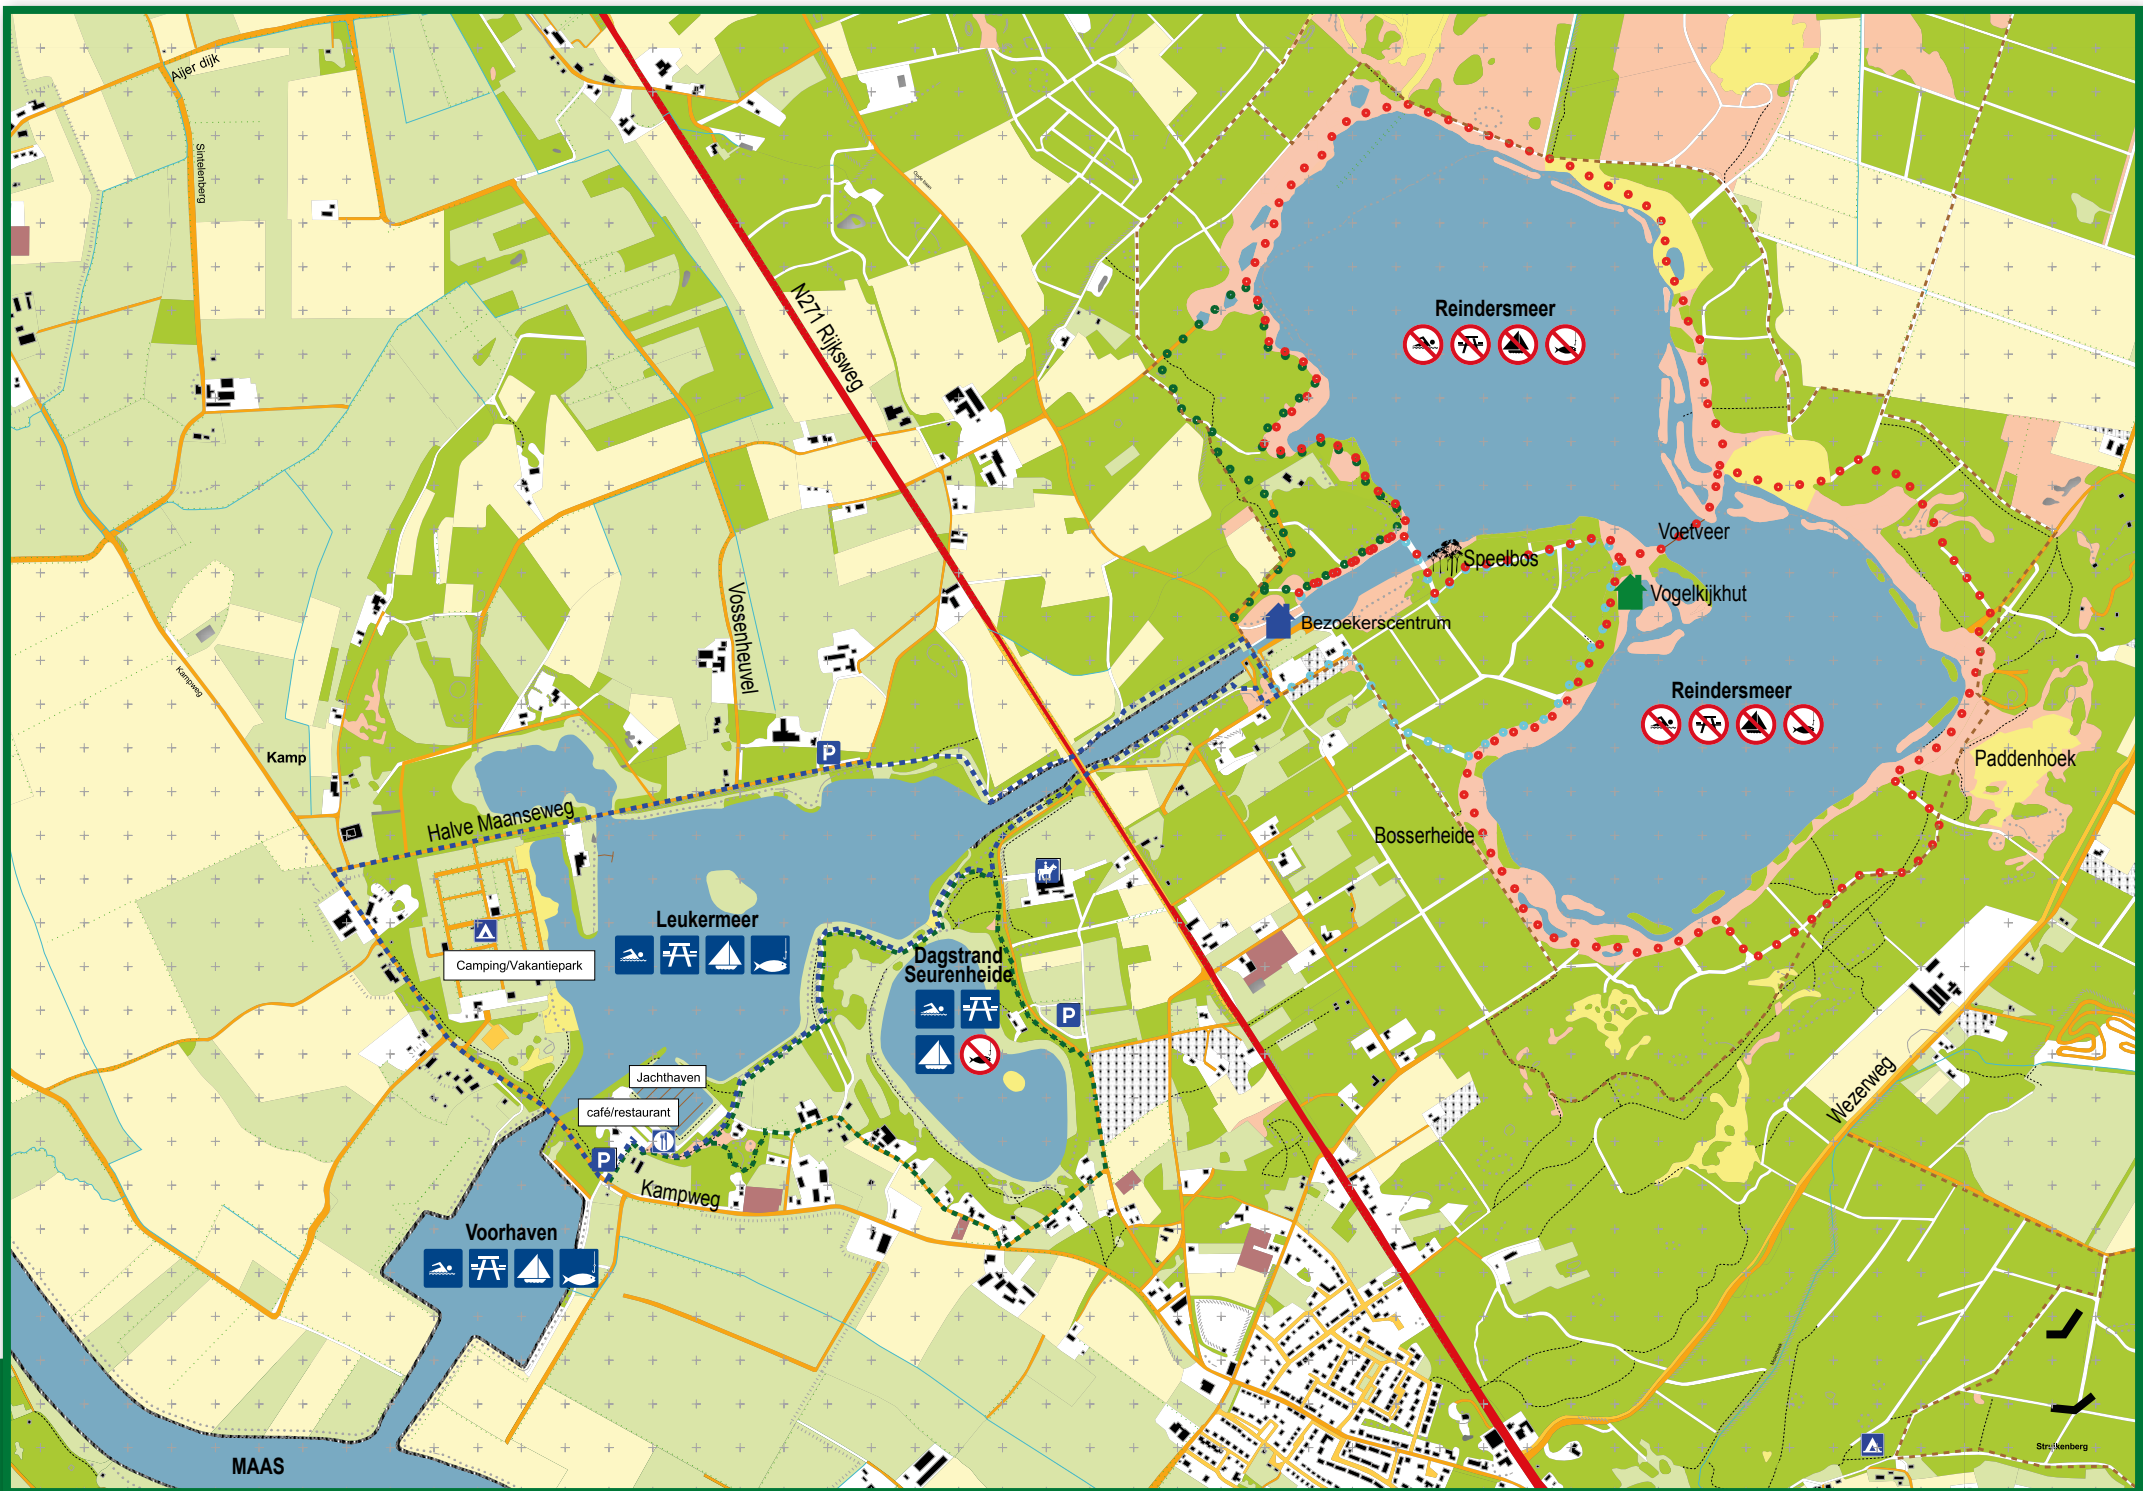 Aijer dijk
Sintelenberg
N271 Rijksweg
Reindersmeer
Voetveer
Speelbos
Vogelkijkhut
Bezoekerscentrum
Vossenheuvel
Kampweg
Reindersmeer
Kamp
P
Paddenhoek
Halve Maanseweg
Bosserheide
Leukermeer
Camping/Vakantiepark
Dagstrand
Seurenheide
P
Jachthaven
café/restaurant
Wezerweg
P
Kampweg
Voorhaven
MAAS
Struikenberg